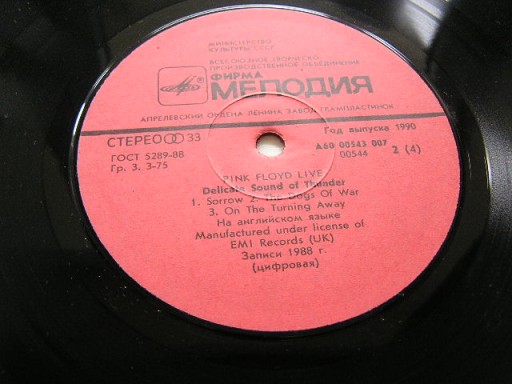 МИНИСТЕРСТВО
КУЛЬТУРЫ СССР
ВСЕСОЮЗНОЕ ТВОРЧЕСКО
ПРОИЗВОДСТВЕННОЕ ОБЪЕДИНЕНИЕ
ФИРМА
МЕЛОДИЯ
АПРЕЛЕВСКИЙ ОРДЕНА ЛЕНИНА ЗАВОД ГРАМПЛАСТИНОК
СТЕРЕО 33
Год выпуска 1990
ГОСТ 5289-88
А60 00543 007
Гр. 3. 3-75
00544 2 (4)
PINK FLOYD LIVE
Delicate Sound of Thunder
1. Sorrow 2. The Dogs Of War
3. On The Turning Away
На английском языке
Manufactured under license of
EMI Records (UK)
Записи 1988 г.
(цифровая)